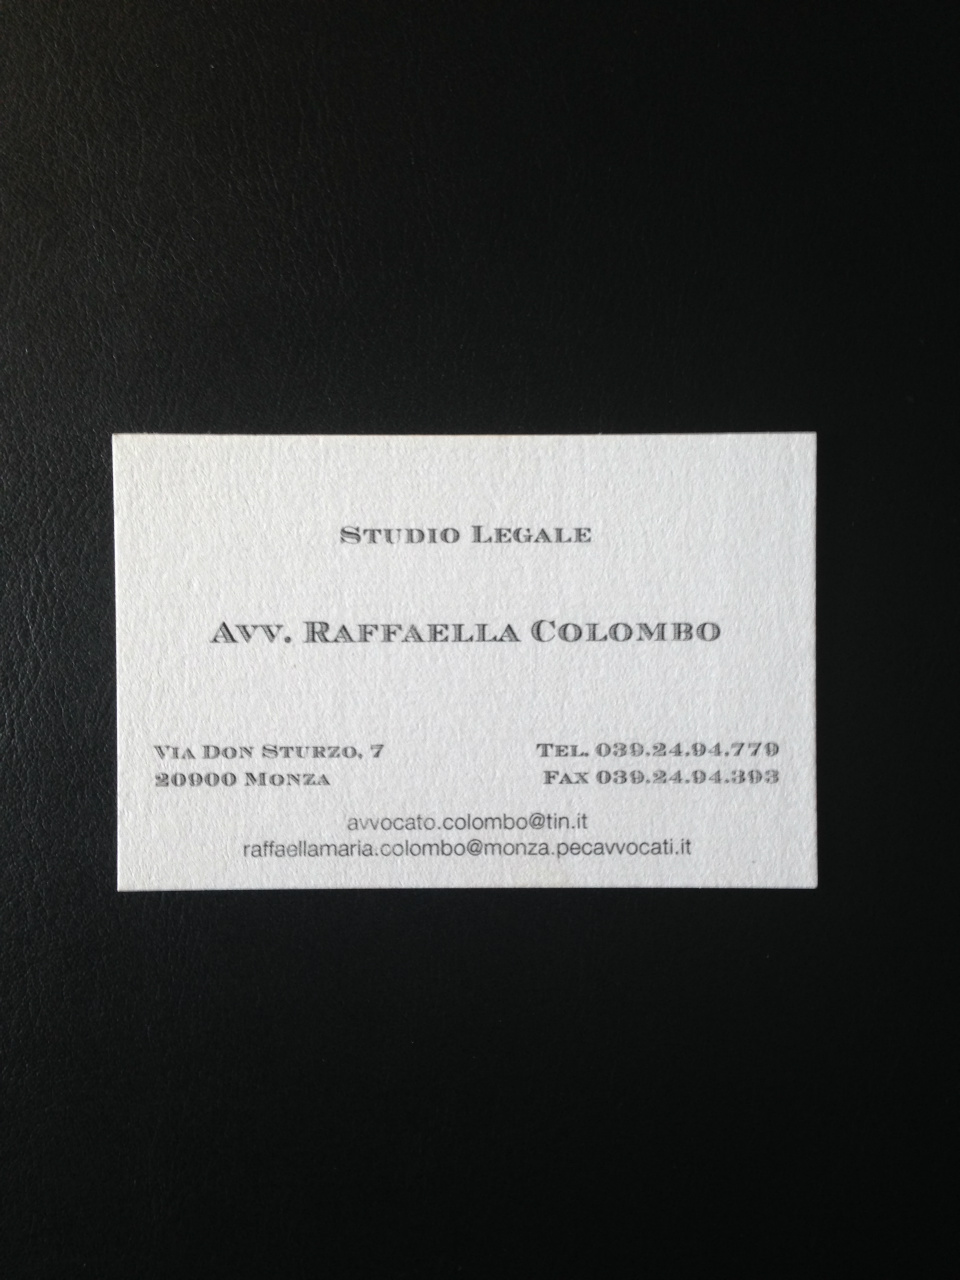 Studio Legale
Avv. Raffaella Colombo
Via Don Sturzo, 7
20900 Monza
Tel. 039.24.94.779
Fax 039.24.94.393
avvocato.colombo@tin.it
raffaellamaria.colombo@monza.pecavvocati.it